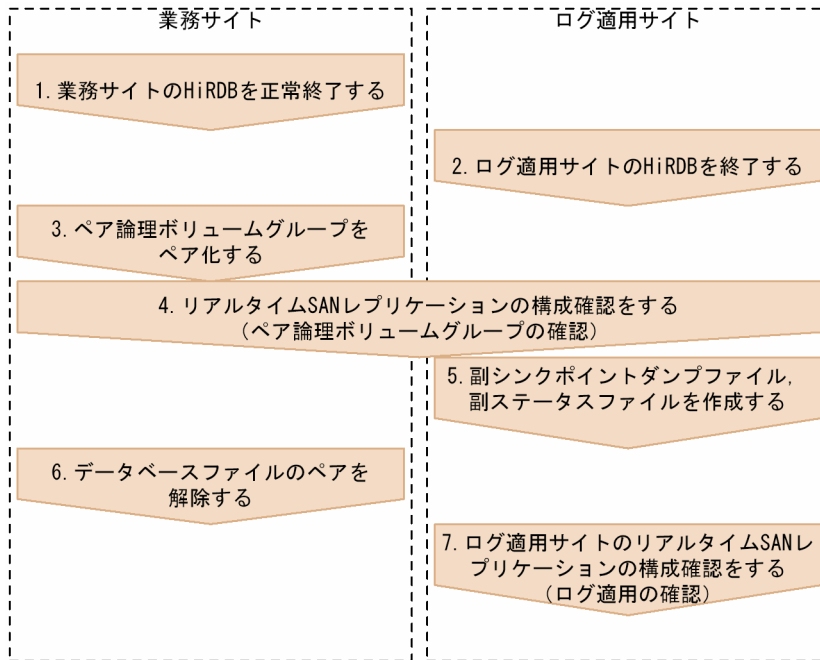 業務サイト
ログ適用サイト
1. 業務サイトのHiRDBを正常終了する
2. ログ適用サイトのHiRDBを終了する
3. ペア論理ボリュームグループを
ペア化する
4. リアルタイムSANレプリケーションの構成確認をする
（ペア論理ボリュームグループの確認）
5. 副シンクポイントダンプファイル,
副ステータスファイルを作成する
6. データベースファイルのペアを
解除する
7. ログ適用サイトのリアルタイムSANレ
プリケーションの構成確認をする
（ログ適用の確認）